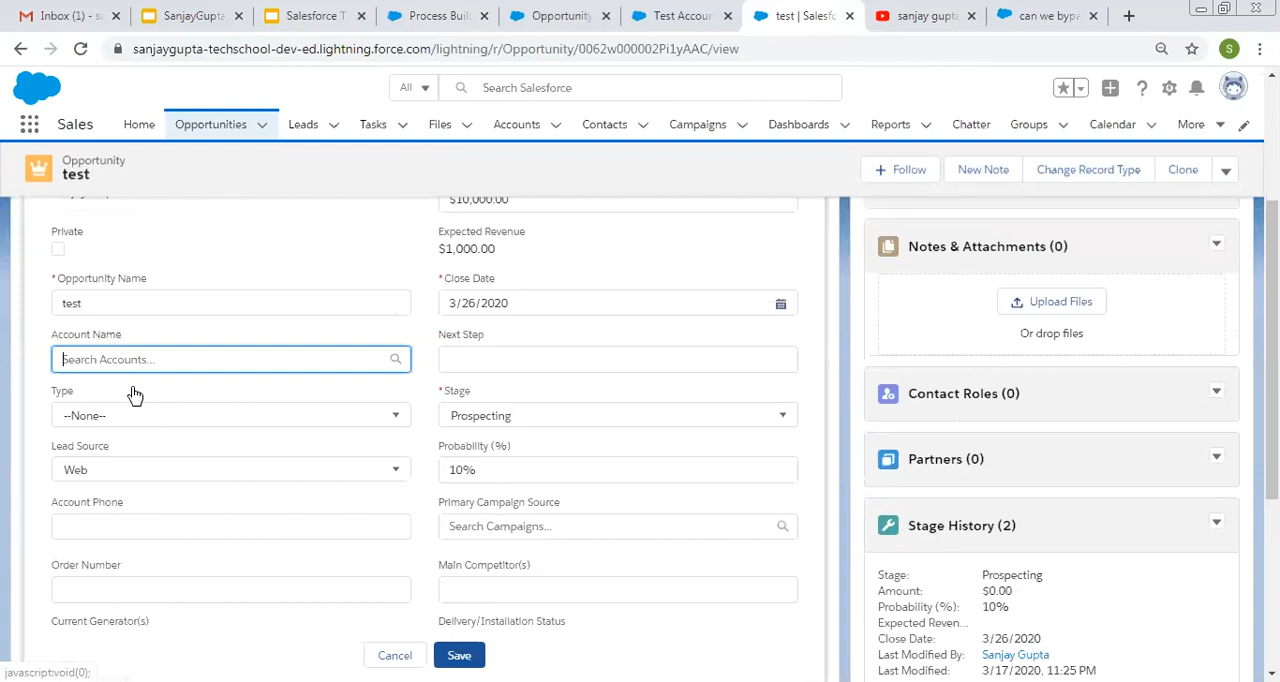 Inbox (1) - sa
SanjayGupta
Salesforce T
Process Buil
Opportunity
Test Accoun
test | Salesf
sanjay gupta
can we byp
sanjaygupta-techschool-dev-ed.lightning.force.com/lightning/r/Opportunity/0062w000002Pi1yAAC/view
S
All
Search Salesforce
Sales
Home
Opportunities
Leads
Tasks
Files
Accounts
Contacts
Campaigns
Dashboards
Reports
Chatter
Groups
Calendar
More
Opportunity
test
Follow
New Note
Change Record Type
Clone
$10,000.00
Private
Expected Revenue
$1,000.00
* Opportunity Name
test
* Close Date
3/26/2020
Account Name
Search Accounts...
Next Step
Type
--None--
* Stage
Prospecting
Lead Source
Web
Probability (%)
10%
Account Phone
Primary Campaign Source
Search Campaigns...
Order Number
Main Competitor(s)
Current Generator(s)
Delivery/Installation Status
Cancel
Save
Notes & Attachments (0)
Upload Files
Or drop files
Contact Roles (0)
Partners (0)
Stage History (2)
Stage: Prospecting
Amount: $0.00
Probability (%): 10%
Expected Reven...
Close Date: 3/26/2020
Last Modified By: Sanjay Gupta
Last Modified: 3/17/2020, 11:25 PM
javascript:void(0);